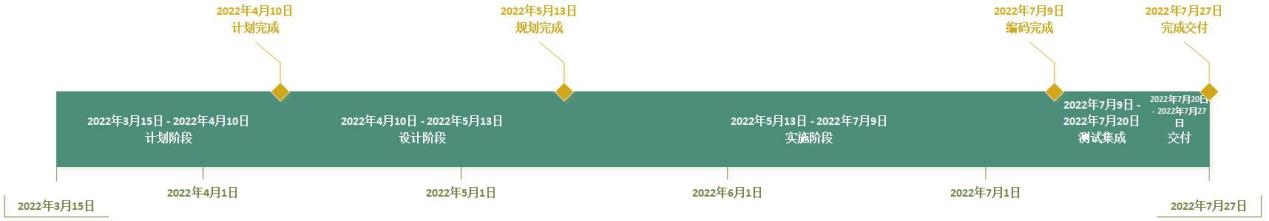 2022年4月10日
计划完成
2022年5月13日
规划完成
2022年7月9日
编码完成
2022年7月27日
完成交付
2022年3月15日 - 2022年4月10日
计划阶段
2022年4月10日 - 2022年5月13日
设计阶段
2022年5月13日 - 2022年7月9日
实施阶段
2022年7月9日 -
2022年7月20日
测试集成
2022年7月20日
- 2022年7月27
日
交付
2022年4月1日
2022年5月1日
2022年6月1日
2022年7月1日
2022年3月15日
2022年7月27日